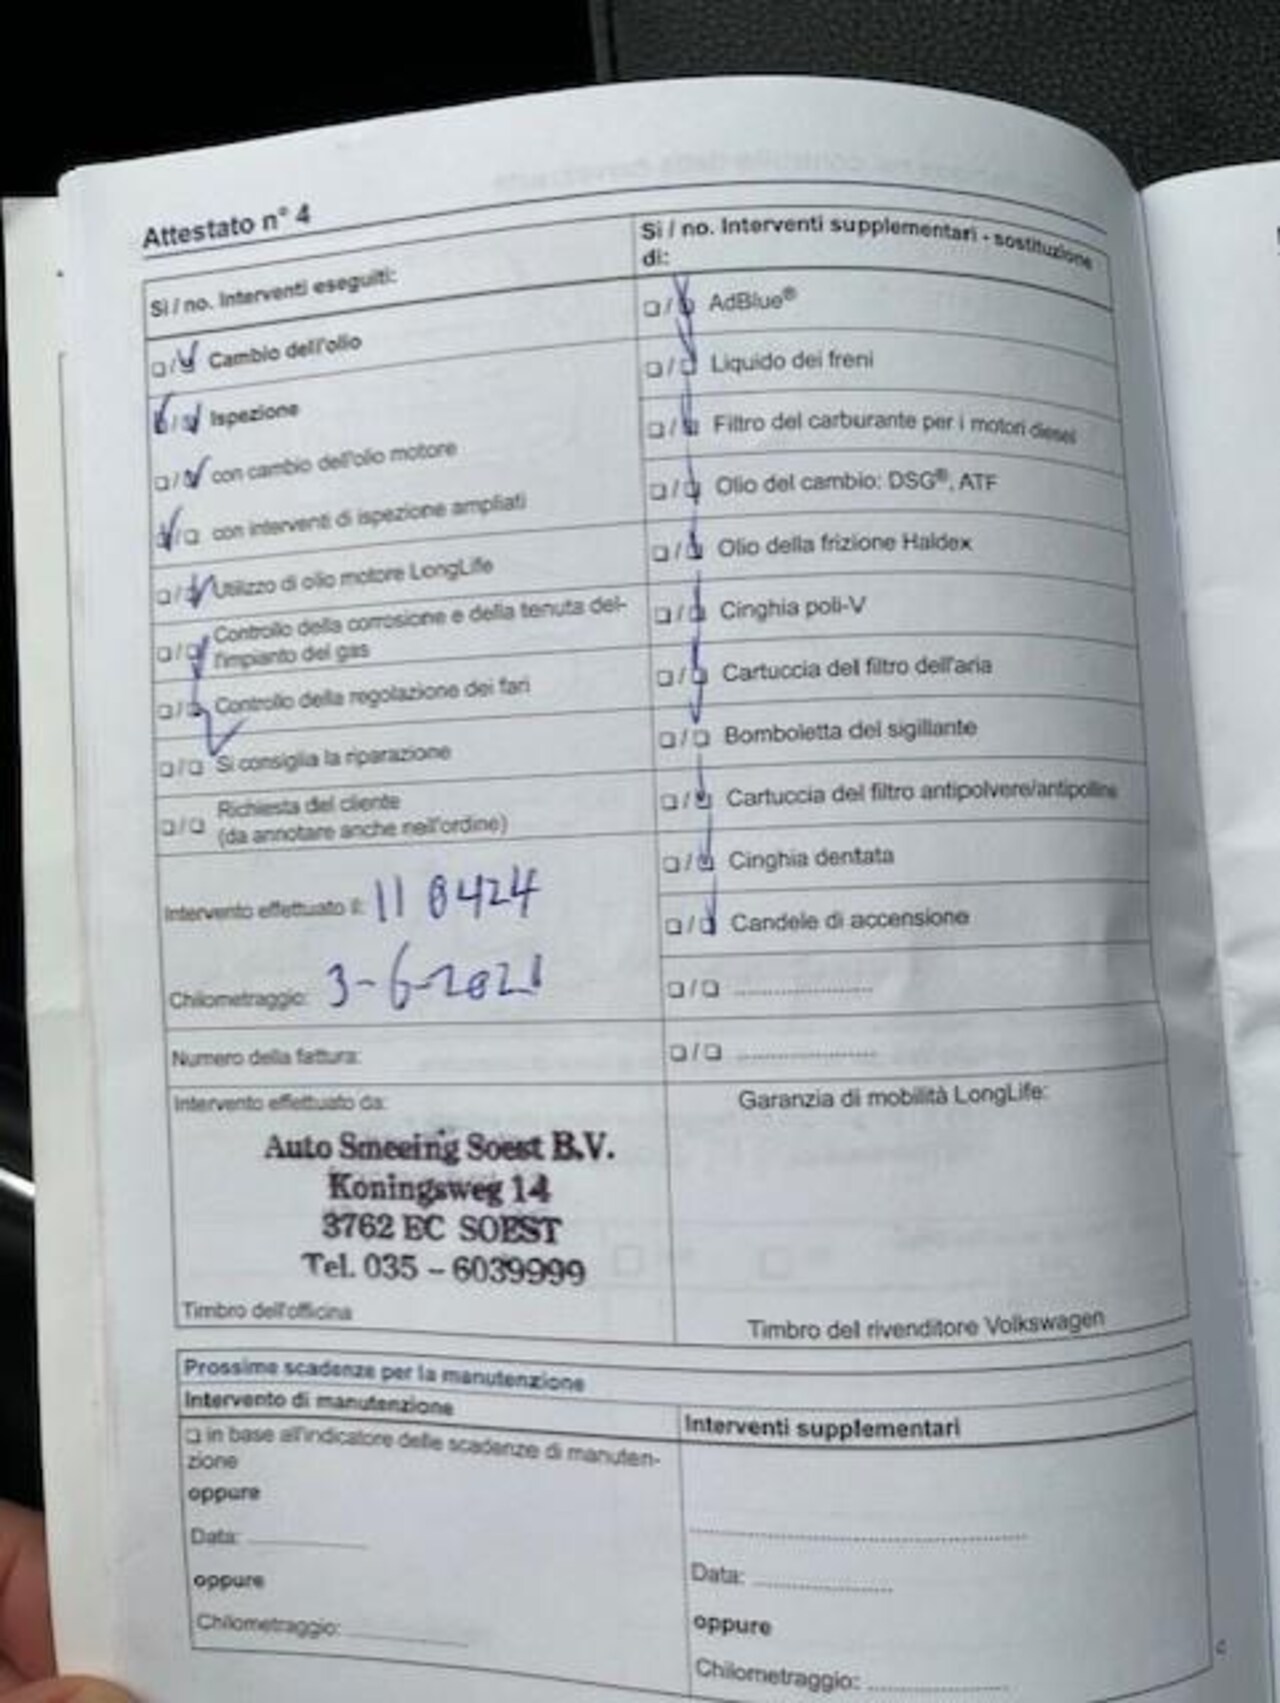 Attestato n° 4
Sì / no. Interventi eseguiti:
❏ / ❏ Cambio dell'olio
❏ / ❏ Ispezione
❏ / ❏ con cambio dell'olio motore
❏ / ❏ con interventi di ispezione ampliati
❏ / ❏ Utilizzo di olio motore LongLife
❏ / ❏ Controllo della corrosione e della tenuta del-
l'impianto del gas
❏ / ❏ Controllo della regolazione dei fari
❏ / ❏ Si consiglia la riparazione
❏ / ❏ Richiesta del cliente
(da annotare anche nell'ordine)
Intervento effettuato il: 118424
Chilometraggio: 3-6-2021
Numero della fattura:
Intervento effettuato da:
Auto Smeeing Soest B.V.
Koningsweg 14
3762 EC SOEST
Tel. 035 – 6039999
Timbro dell'officina
Sì / no. Interventi supplementari - sostituzione
di:
❏ / ❏ AdBlue®
❏ / ❏ Liquido dei freni
❏ / ❏ Filtro del carburante per i motori diesel
❏ / ❏ Olio del cambio: DSG®, ATF
❏ / ❏ Olio della frizione Haldex
❏ / ❏ Cinghia poli-V
❏ / ❏ Cartuccia del filtro dell'aria
❏ / ❏ Bomboletta del sigillante
❏ / ❏ Cartuccia del filtro antipolvere/antipolline
❏ / ❏ Cinghia dentata
❏ / ❏ Candele di accensione
❏ / ❏ ......................
❏ / ❏ ......................
Garanzia di mobilità LongLife:
Timbro del rivenditore Volkswagen
Prossime scadenze per la manutenzione
Intervento di manutenzione
❏ in base all'indicatore delle scadenze di manuten-
zione
oppure
Data: ......................
oppure
Chilometraggio: ......................
Interventi supplementari
......................
Data: ......................
oppure
Chilometraggio: ......................